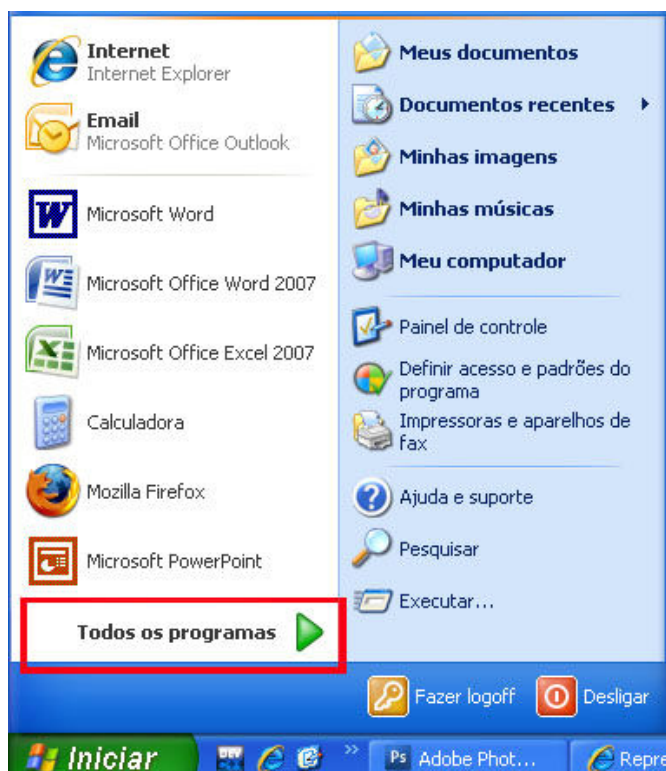 Internet
Internet Explorer
Email
Microsoft Office Outlook
Microsoft Word
Microsoft Office Word 2007
Microsoft Office Excel 2007
Calculadora
Mozilla Firefox
Microsoft PowerPoint
Todos os programas
Meus documentos
Documentos recentes
Minhas imagens
Minhas músicas
Meu computador
Painel de controle
Definir acesso e padrões do
programa
Impressoras e aparelhos de
fax
Ajuda e suporte
Pesquisar
Executar...
Fazer logoff
Desligar
Iniciar
Ps Adobe Phot...
Repro